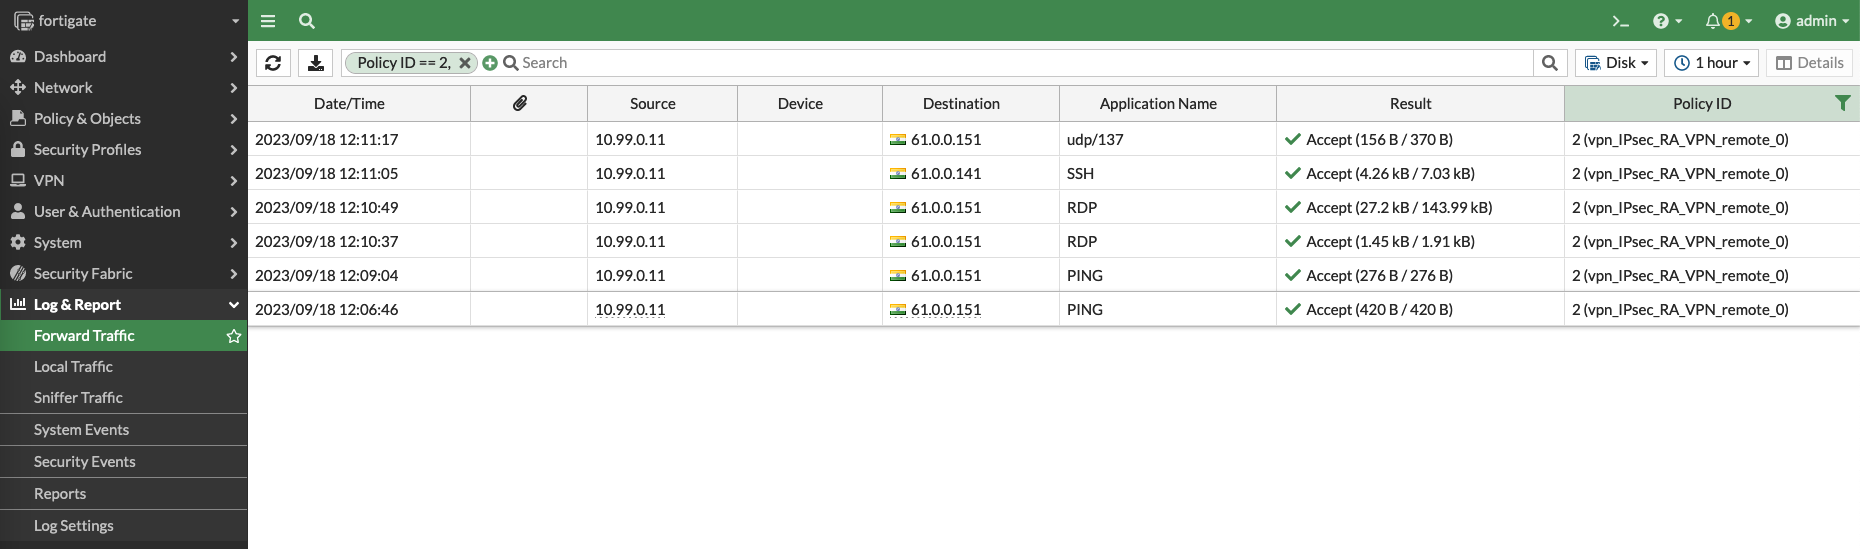 fortigate
Dashboard
Network
Policy & Objects
Security Profiles
VPN
User & Authentication
System
Security Fabric
Log & Report
Forward Traffic
Local Traffic
Sniffer Traffic
System Events
Security Events
Reports
Log Settings
1 admin
Policy ID == 2, Search Disk 1 hour Details
Date/Time Source Device Destination Application Name Result Policy ID
2023/09/18 12:11:17 10.99.0.11 61.0.0.151 udp/137 Accept (156 B / 370 B) 2 (vpn_IPsec_RA_VPN_remote_0)
2023/09/18 12:11:05 10.99.0.11 61.0.0.141 SSH Accept (4.26 kB / 7.03 kB) 2 (vpn_IPsec_RA_VPN_remote_0)
2023/09/18 12:10:49 10.99.0.11 61.0.0.151 RDP Accept (27.2 kB / 143.99 kB) 2 (vpn_IPsec_RA_VPN_remote_0)
2023/09/18 12:10:37 10.99.0.11 61.0.0.151 RDP Accept (1.45 kB / 1.91 kB) 2 (vpn_IPsec_RA_VPN_remote_0)
2023/09/18 12:09:04 10.99.0.11 61.0.0.151 PING Accept (276 B / 276 B) 2 (vpn_IPsec_RA_VPN_remote_0)
2023/09/18 12:06:46 10.99.0.11 61.0.0.151 PING Accept (420 B / 420 B) 2 (vpn_IPsec_RA_VPN_remote_0)